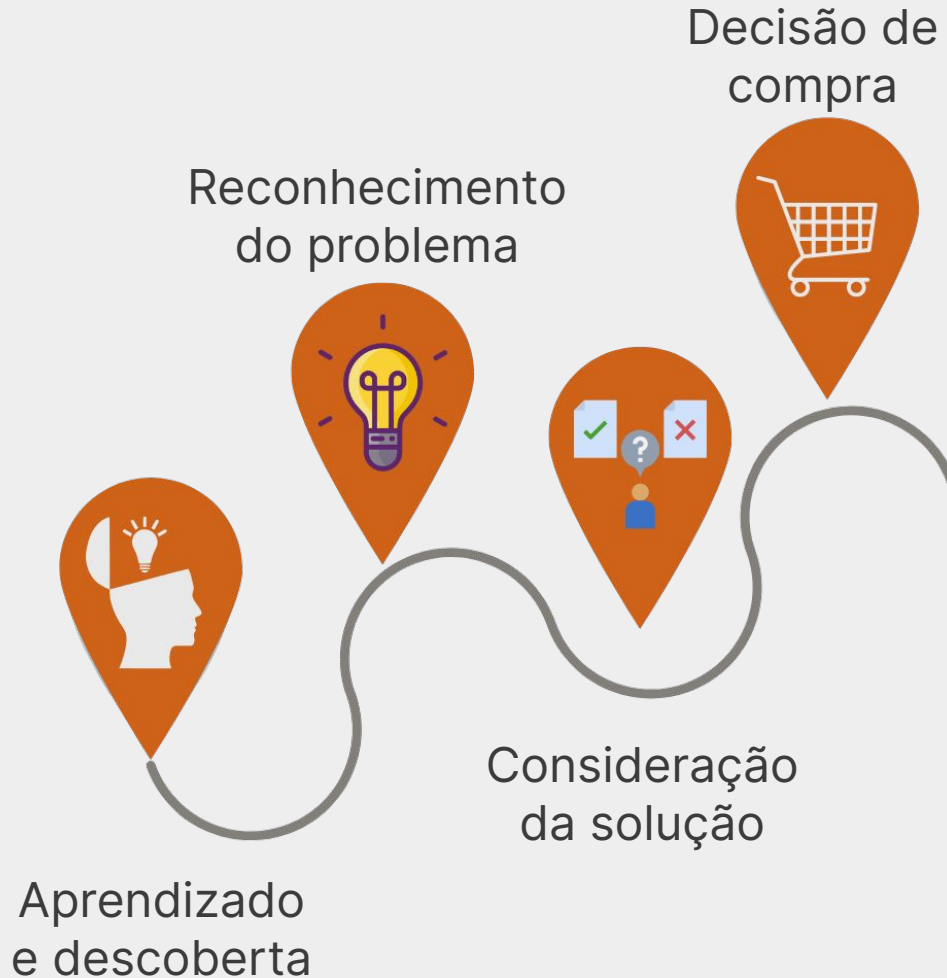 Decisão de
compra
Reconhecimento
do problema
Consideração
da solução
Aprendizado
e descoberta
?